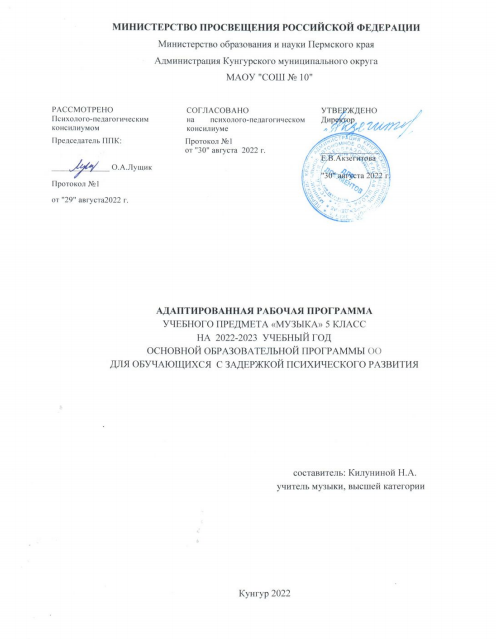 МИНИСТЕРСТВО ПРОСВЕЩЕНИЯ РОССИЙСКОЙ ФЕДЕРАЦИИ
Министерство образования и науки Пермского края
Администрация Кунгурского муниципального округа
МАОУ "СОШ № 10"
РАССМОТРЕНО
Психолого-педагогическим
консилиумом
Председатель ППК:
О.А.Лущик
Протокол №1
от "29" августа2022 г.
СОГЛАСОВАНО
на психолого-педагогическом
консилиуме
Протокол №1
от "30" августа 2022 г.
УТВЕРЖДЕНО
Директор
Е.В.Акзегитова
"30" августа 2022 г.
АДАПТИРОВАННАЯ РАБОЧАЯ ПРОГРАММА
УЧЕБНОГО ПРЕДМЕТА «МУЗЫКА» 5 КЛАСС
НА 2022-2023 УЧЕБНЫЙ ГОД
ОСНОВНОЙ ОБРАЗОВАТЕЛЬНОЙ ПРОГРАММЫ ОО
ДЛЯ ОБУЧАЮЩИХСЯ С ЗАДЕРЖКОЙ ПСИХИЧЕСКОГО РАЗВИТИЯ
составитель: Килуниной Н.А.
учитель музыки, высшей категории
Кунгур 2022